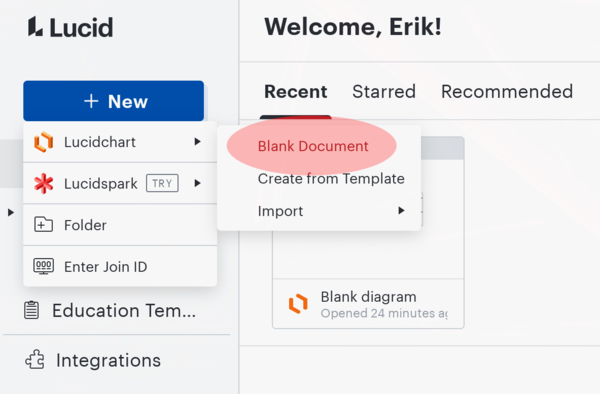 Lucid
Welcome, Erik!
+ New
Recent Starred Recommended
Lucidchart
Lucidspark TRY
Folder
Enter Join ID
Blank Document
Create from Template
Import
Blank diagram
Opened 24 minutes
Education Tem...
Integrations